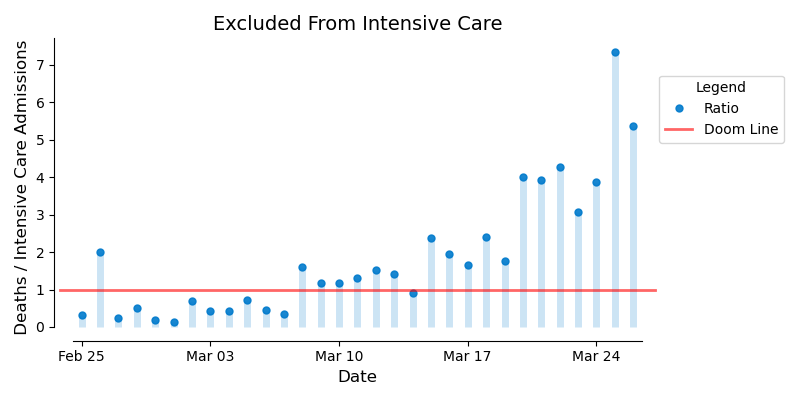 Excluded From Intensive Care
Deaths / Intensive Care Admissions
7
6
5
4
3
2
1
0
Feb 25
Mar 03
Mar 10
Mar 17
Mar 24
Date
Legend
Ratio
Doom Line